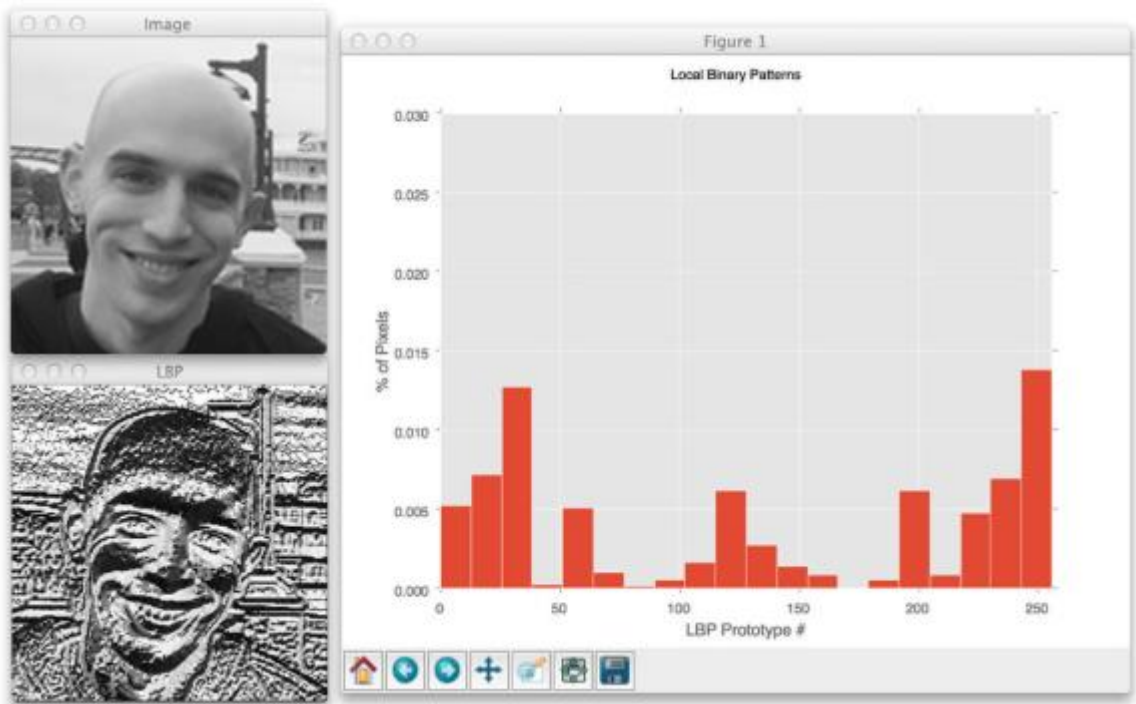 Image
LBP
Figure 1
Local Binary Patterns
0.030
0.025
0.020
0.015
0.010
0.005
0.000
% of Pixels
0
50
100
150
200
250
LBP Prototype #